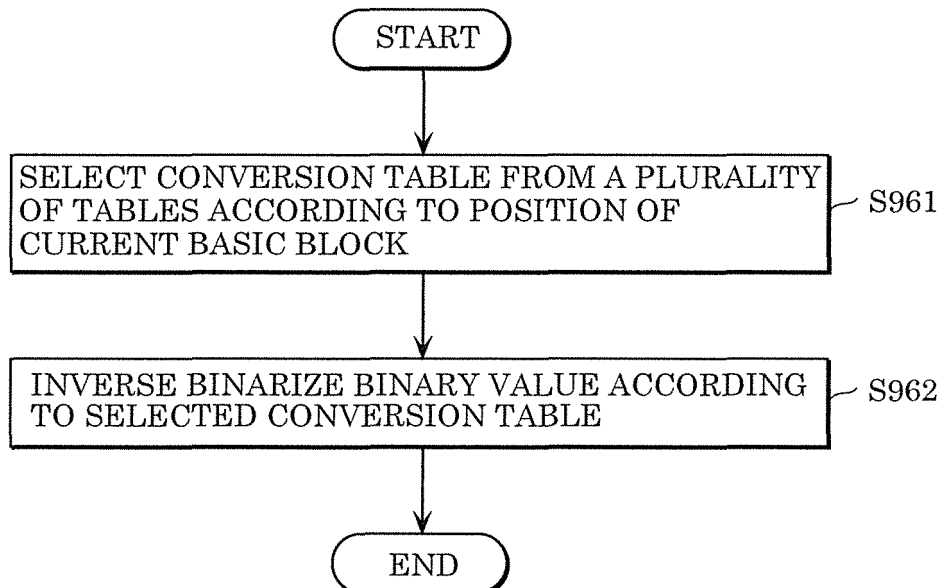 START
SELECT CONVERSION TABLE FROM A PLURALITY
OF TABLES ACCORDING TO POSITION OF
CURRENT BASIC BLOCK
S961
INVERSE BINARIZE BINARY VALUE ACCORDING
TO SELECTED CONVERSION TABLE
S962
END